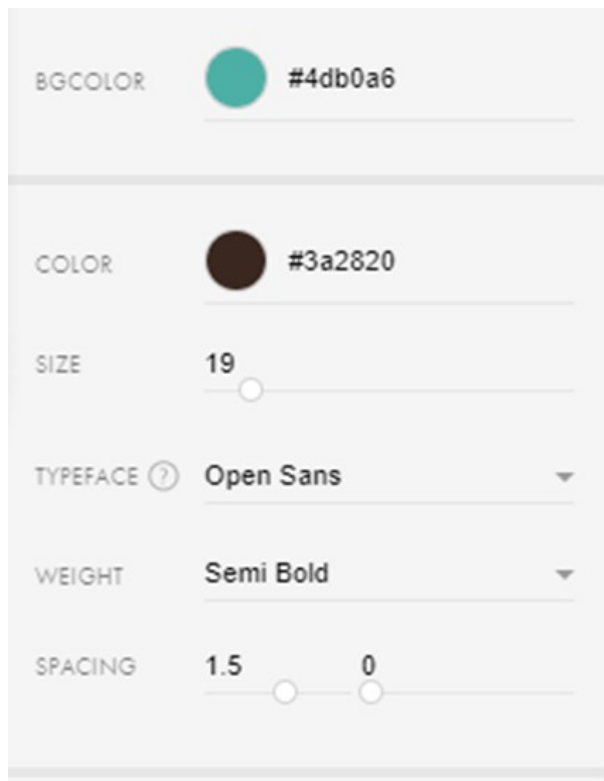 BGCOLOR #4db0a6
COLOR #3a2820
SIZE 19
TYPEFACE ? Open Sans
WEIGHT Semi Bold
SPACING 1.5 0